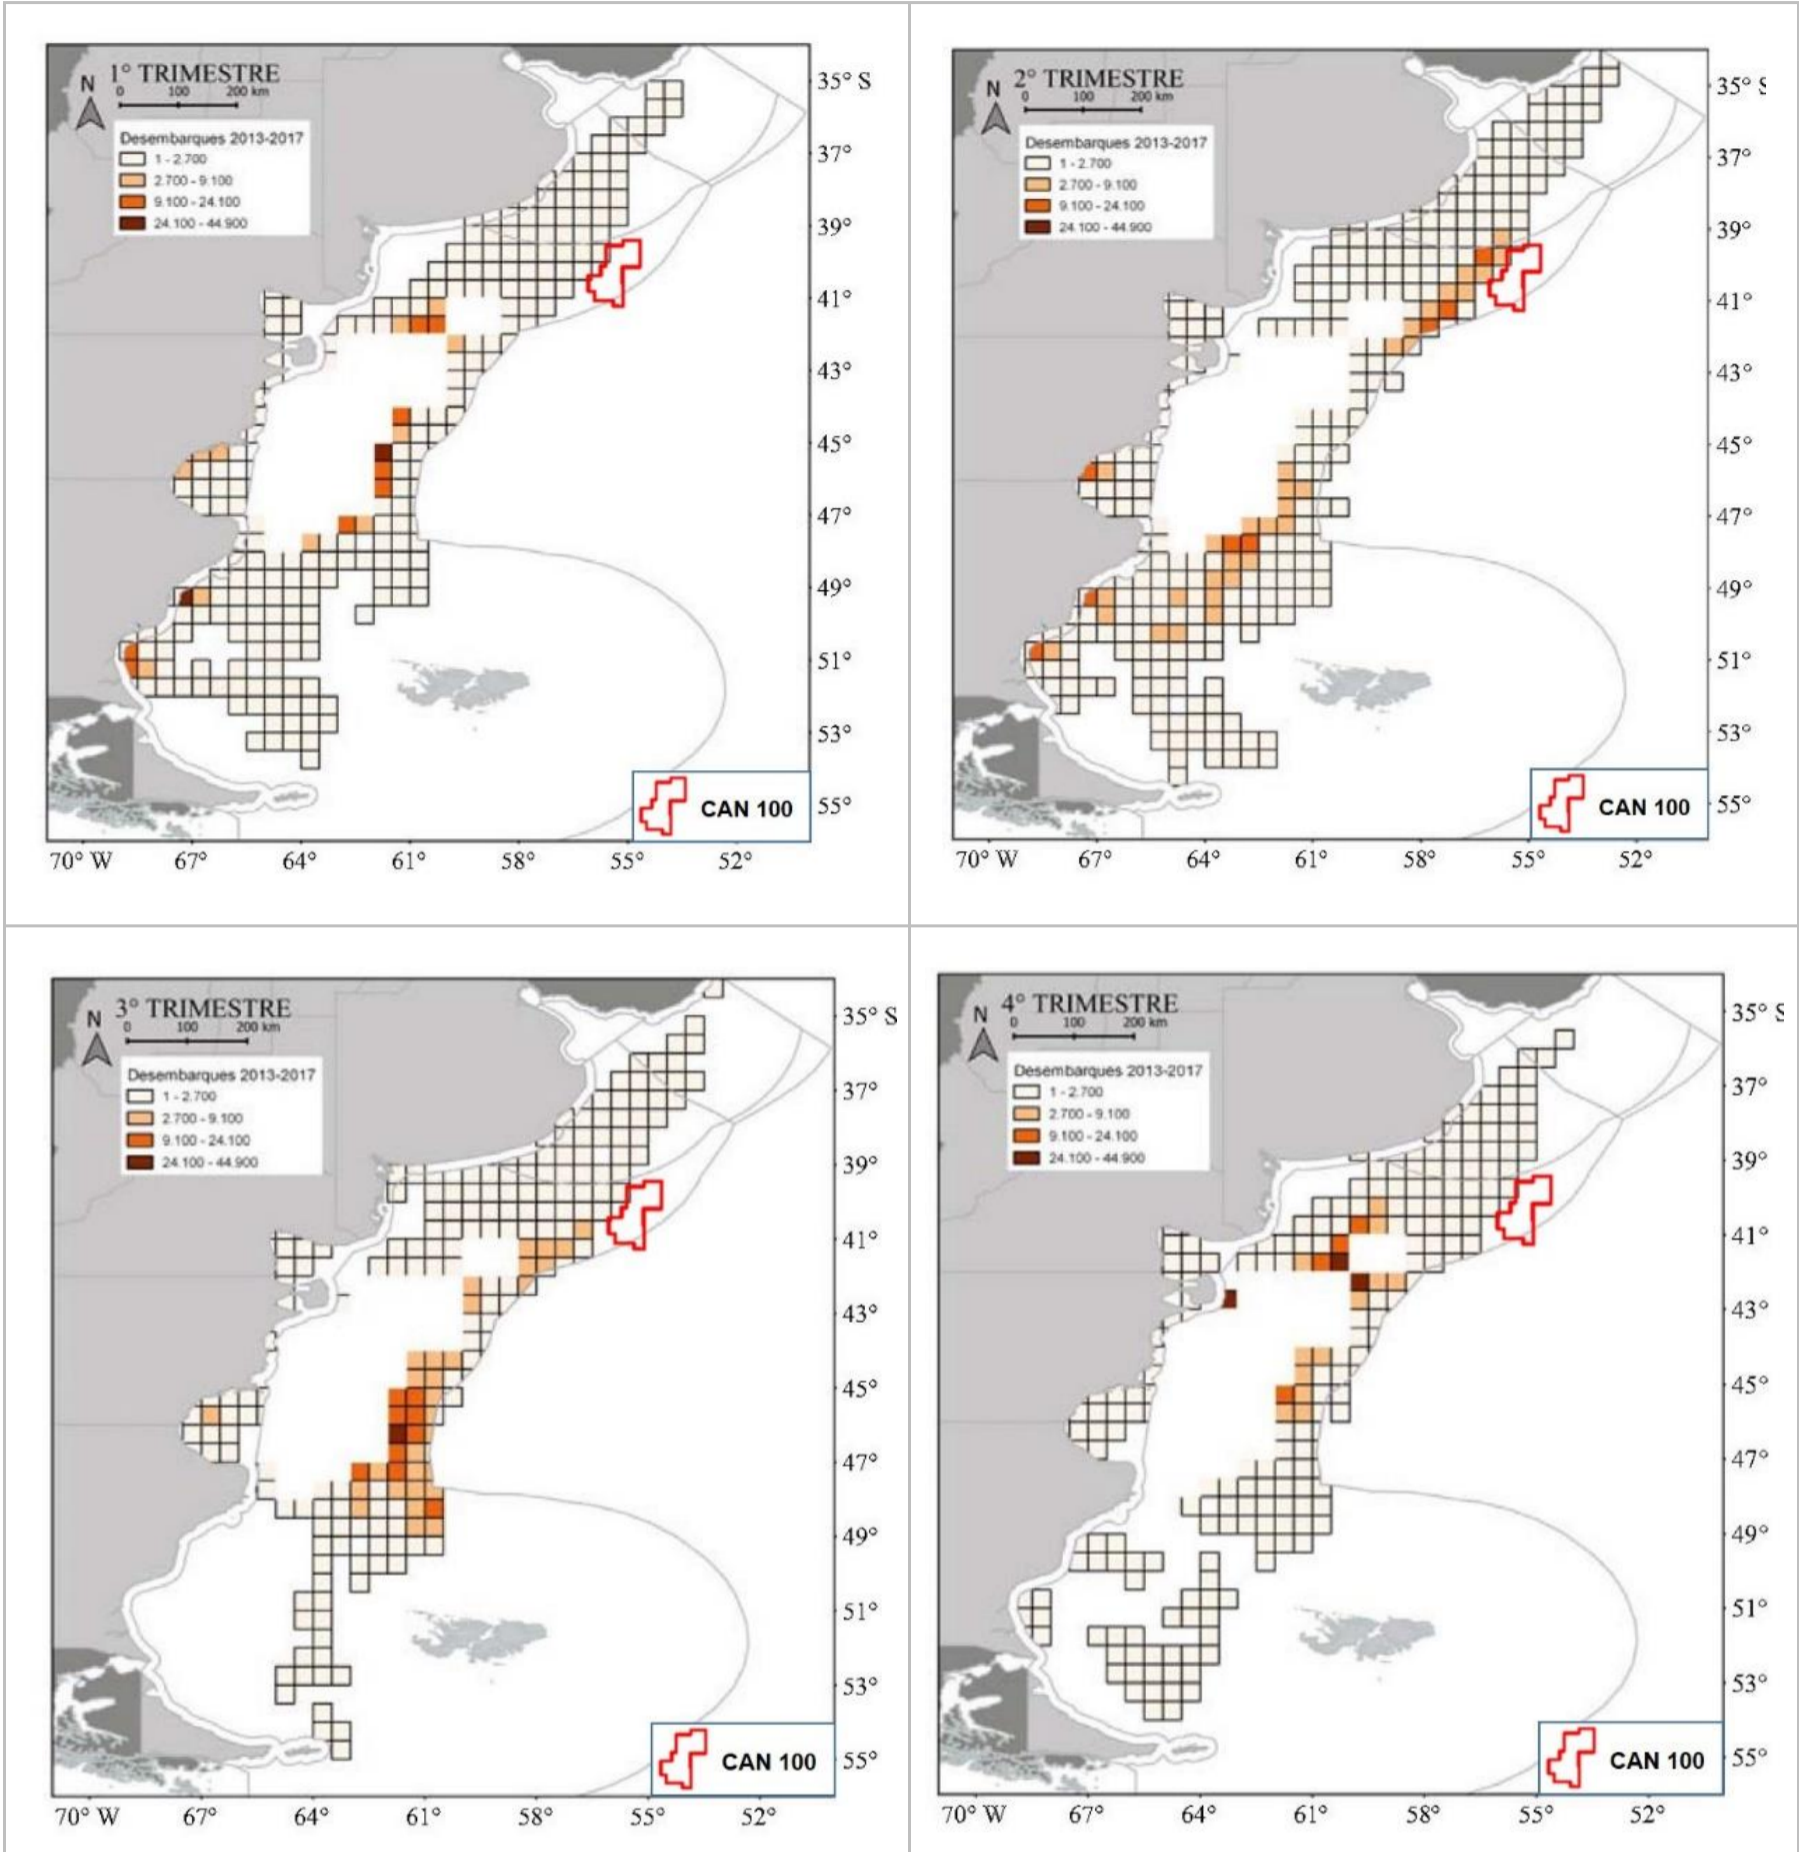 1° TRIMESTRE
N
0 100 200 km
Desembarques 2013-2017
1 - 2.700
2.700 - 9.100
9.100 - 24.100
24.100 - 44.900
35° S
37°
39°
41°
43°
45°
47°
49°
51°
53°
55°
CAN 100
70° W 67° 64° 61° 58° 55° 52°
2° TRIMESTRE
N
0 100 200 km
Desembarques 2013-2017
1 - 2.700
2.700 - 9.100
9.100 - 24.100
24.100 - 44.900
35° S
37°
39°
41°
43°
45°
47°
49°
51°
53°
55°
CAN 100
70° W 67° 64° 61° 58° 55° 52°
3° TRIMESTRE
N
0 100 200 km
Desembarques 2013-2017
1 - 2.700
2.700 - 9.100
9.100 - 24.100
24.100 - 44.900
35° S
37°
39°
41°
43°
45°
47°
49°
51°
53°
55°
CAN 100
70° W 67° 64° 61° 58° 55° 52°
4° TRIMESTRE
N
0 100 200 km
Desembarques 2013-2017
1 - 2.700
2.700 - 9.100
9.100 - 24.100
24.100 - 44.900
35° S
37°
39°
41°
43°
45°
47°
49°
51°
53°
55°
CAN 100
70° W 67° 64° 61° 58° 55° 52°